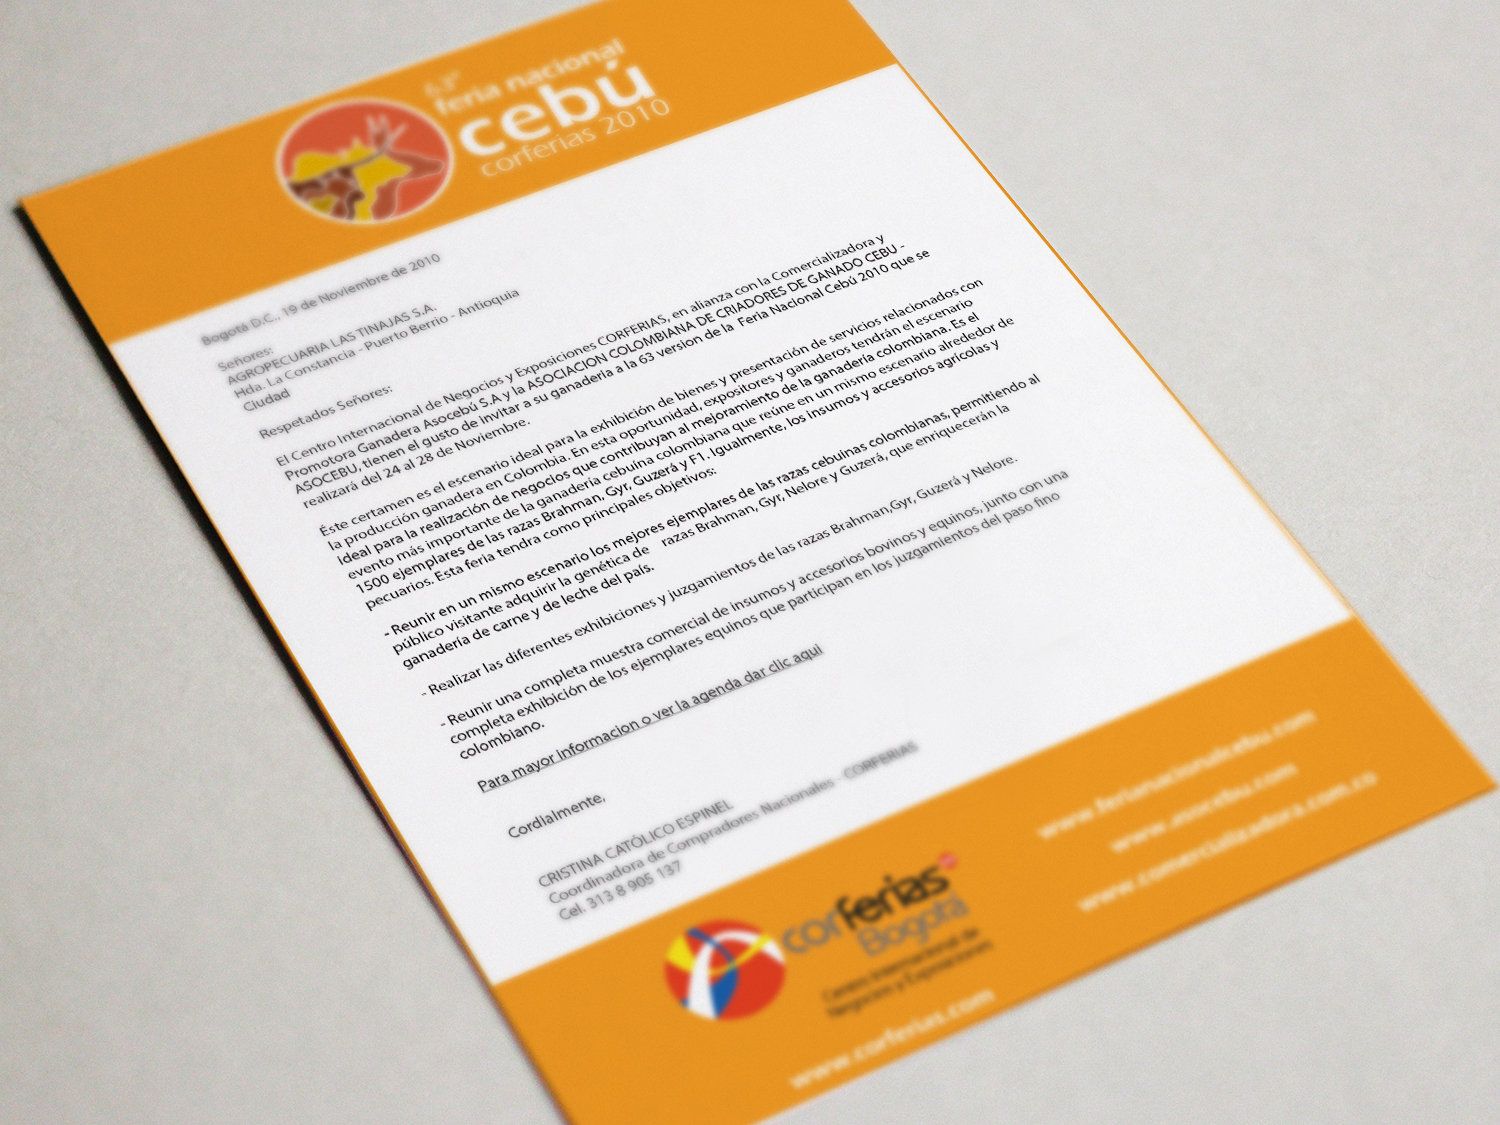 63ª
feria nacional
cebú
corferias 2010
Bogotá D.C., 19 de Noviembre de 2010
Señores:
AGROPECUARIA LAS TINAJAS S.A.
Hda. La Constancia - Puerto Berrio - Antioquia
Ciudad
Respetados Señores:
El Centro Internacional de Negocios y Exposiciones CORFERIAS, en alianza con la Comercializadora y
Promotora Ganadera Asocebú S.A y la ASOCIACION COLOMBIANA DE CRIADORES DE GANADO CEBU -
ASOCEBU, tienen el gusto de invitar a su ganaderia a la 63 version de la Feria Nacional Cebú 2010 que se
realizará del 24 al 28 de Noviembre.
Éste certamen es el escenario ideal para la exhibición de bienes y presentación de servicios relacionados con
la producción ganadera en Colombia. En esta oportunidad, expositores y ganaderos tendrán el escenario
ideal para la realización de negocios que contribuyan al mejoramiento de la ganadería colombiana. Es el
evento más importante de la ganadería cebuína colombiana que reúne en un mismo escenario alrededor de
1500 ejemplares de las razas Brahman, Gyr, Guzerá y F1. Igualmente, los insumos y accesorios agrícolas y
pecuarios. Esta feria tendra como principales objetivos:
- Reunir en un mismo escenario los mejores ejemplares de las razas cebuinas colombianas, permitiendo al
público visitante adquirir la genética de razas Brahman, Gyr, Nelore y Guzerá, que enriquecerán la
ganadería de carne y de leche del país.
- Realizar las diferentes exhibiciones y juzgamientos de las razas Brahman,Gyr, Guzerá y Nelore.
- Reunir una completa muestra comercial de insumos y accesorios bovinos y equinos, junto con una
completa exhibición de los ejemplares equinos que participan en los juzgamientos del paso fino
colombiano.
Para mayor informacion o ver la agenda dar clic aqui
Cordialmente,
CRISTINA CATÓLICO ESPINEL
Coordinadora de Compradores Nacionales - CORFERIAS
Cel. 313 8 905 137
corferias
Bogotá
Centro Internacional de
Negocios y Exposiciones
www.corferias.com
www.ferianacionalcebu.com
www.asocebu.com
www.comercializadora.com.co